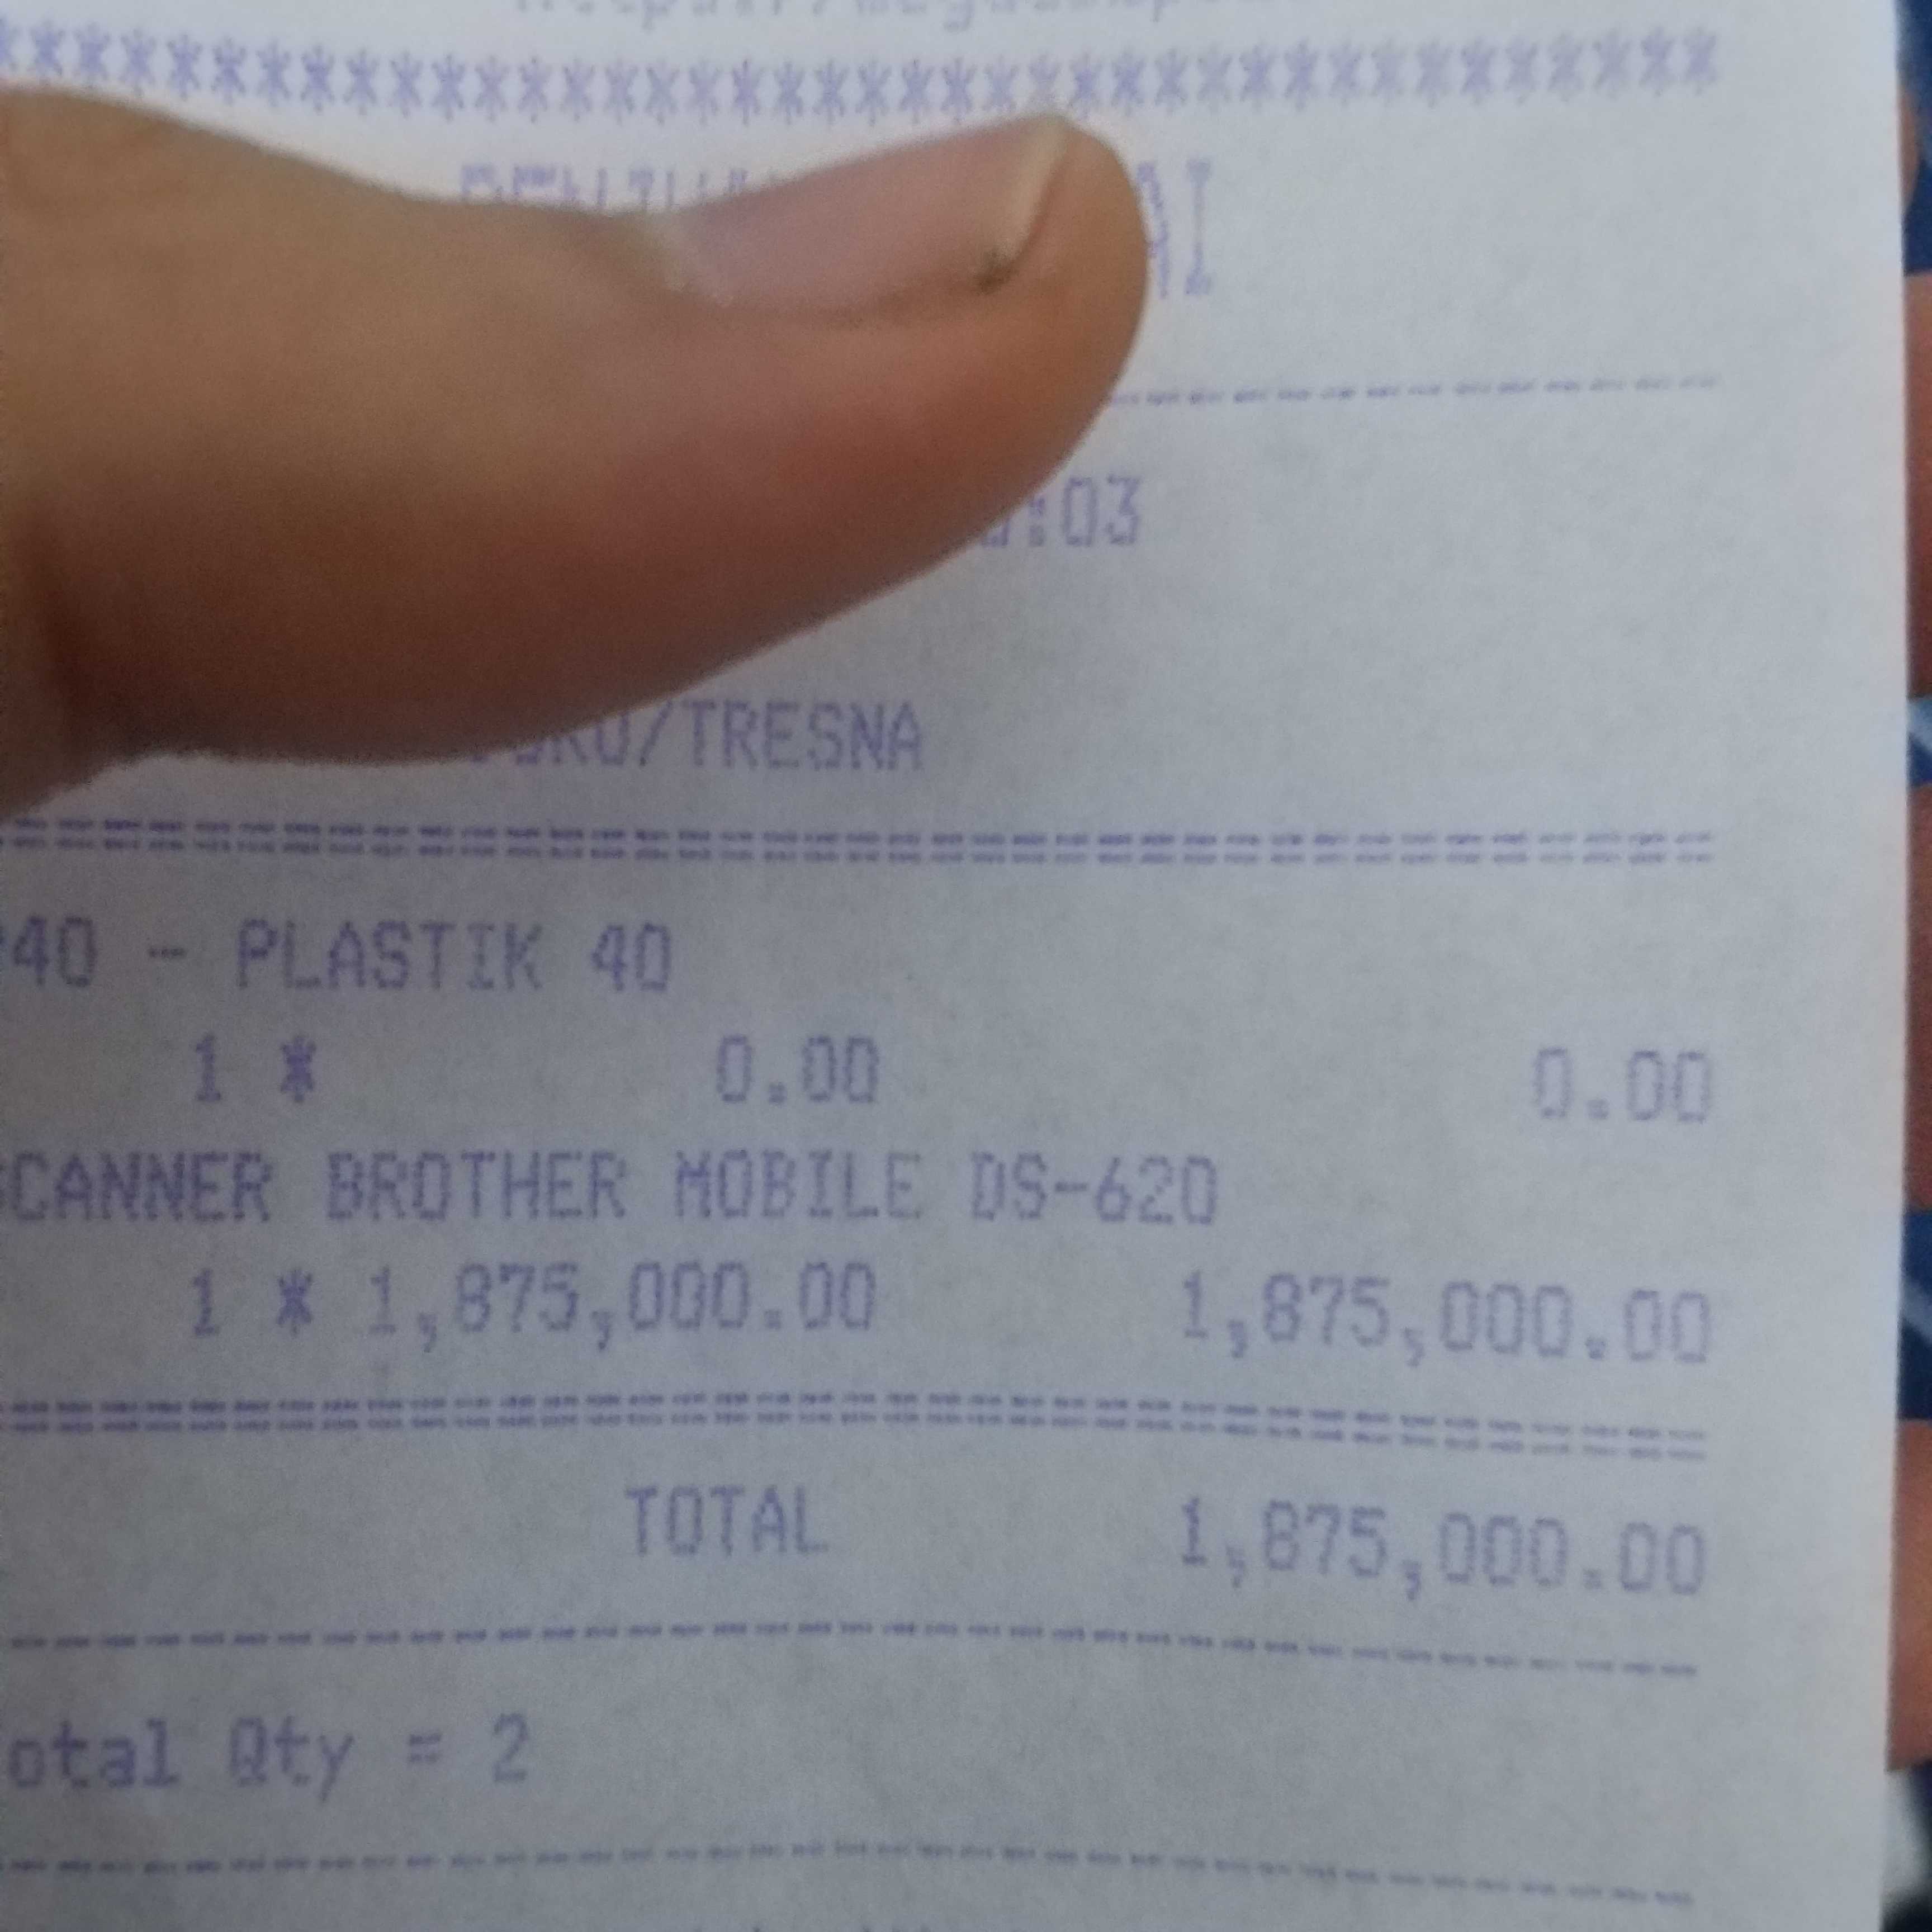 *****************************************
:03
/TRESNA
40 - PLASTIK 40
1 * 0.00 0.00
SCANNER BROTHER MOBILE DS-620
1 * 1,875,000.00 1,875,000.00
TOTAL 1,875,000.00
otal Qty = 2